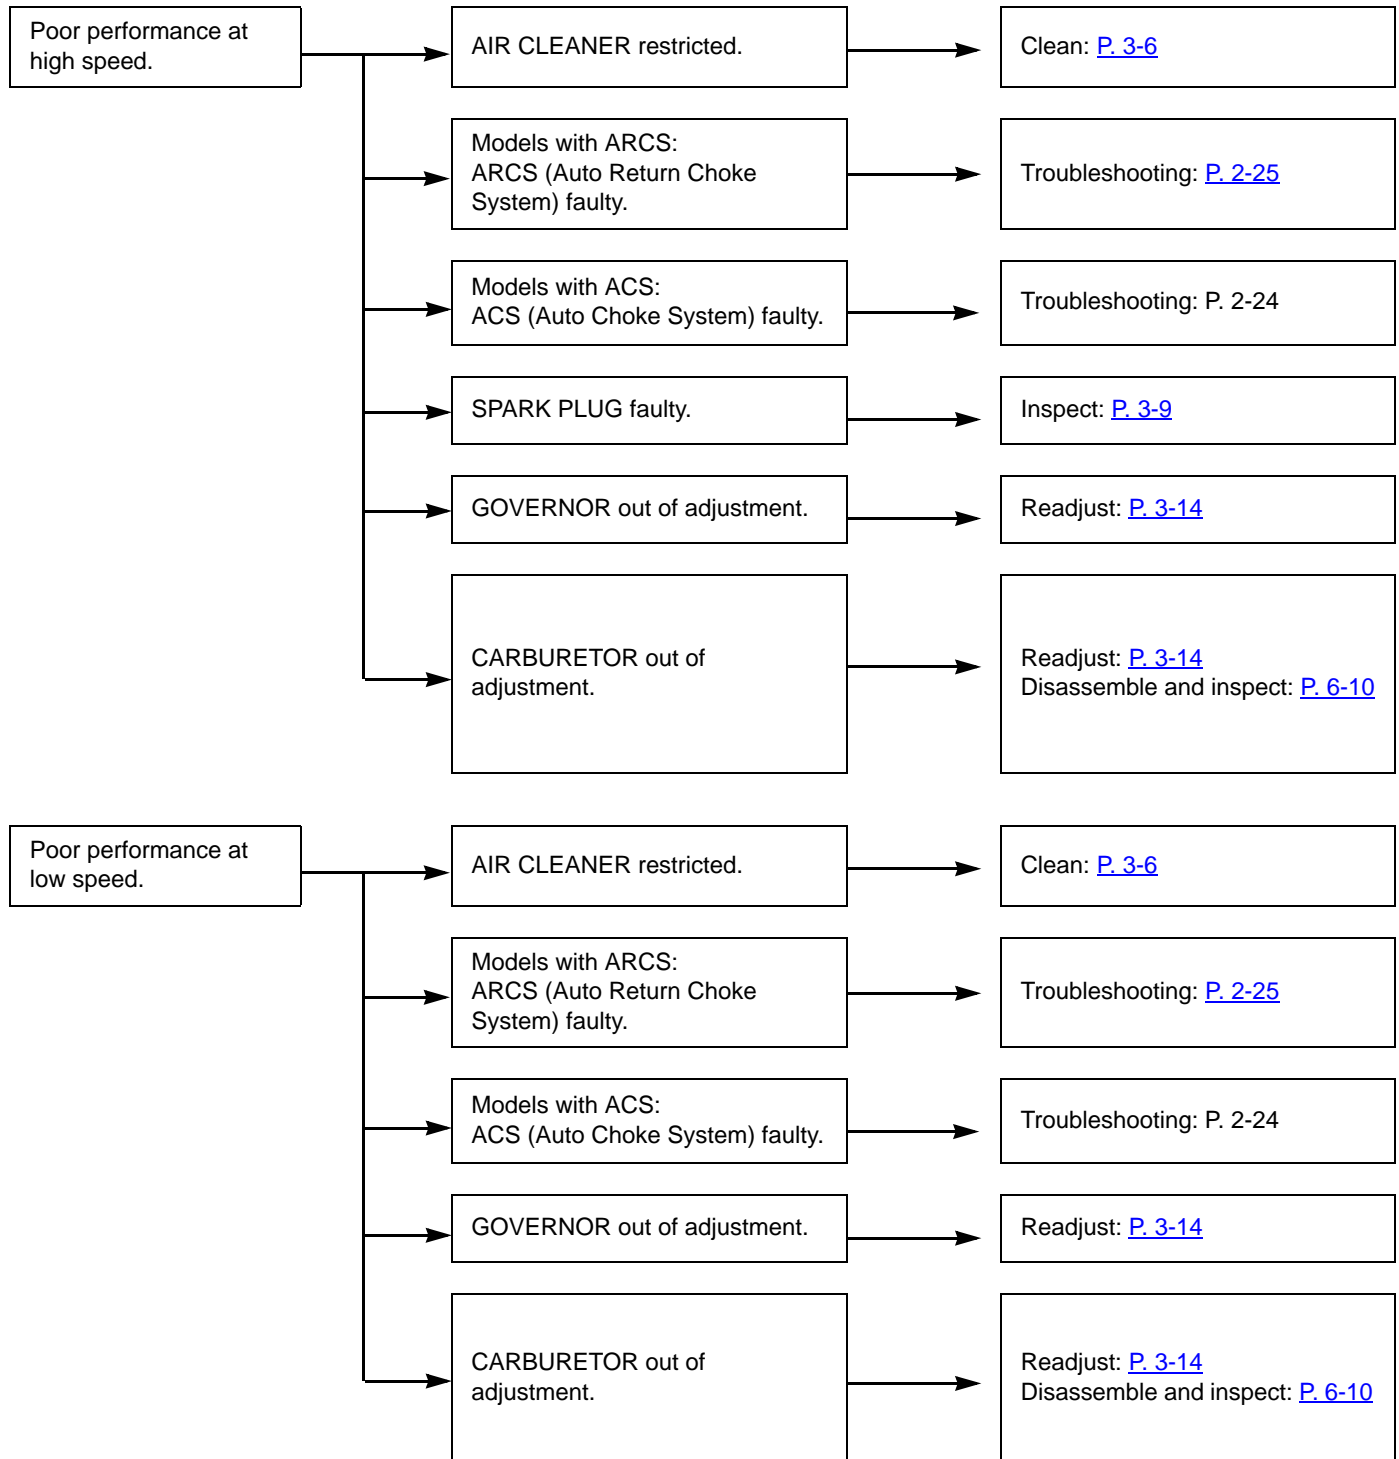 Poor performance at
high speed.
AIR CLEANER restricted.
Clean: P. 3-6
Models with ARCS:
ARCS (Auto Return Choke
System) faulty.
Troubleshooting: P. 2-25
Models with ACS:
ACS (Auto Choke System) faulty.
Troubleshooting: P. 2-24
SPARK PLUG faulty.
Inspect: P. 3-9
GOVERNOR out of adjustment.
Readjust: P. 3-14
CARBURETOR out of
adjustment.
Readjust: P. 3-14
Disassemble and inspect: P. 6-10
Poor performance at
low speed.
AIR CLEANER restricted.
Clean: P. 3-6
Models with ARCS:
ARCS (Auto Return Choke
System) faulty.
Troubleshooting: P. 2-25
Models with ACS:
ACS (Auto Choke System) faulty.
Troubleshooting: P. 2-24
GOVERNOR out of adjustment.
Readjust: P. 3-14
CARBURETOR out of
adjustment.
Readjust: P. 3-14
Disassemble and inspect: P. 6-10